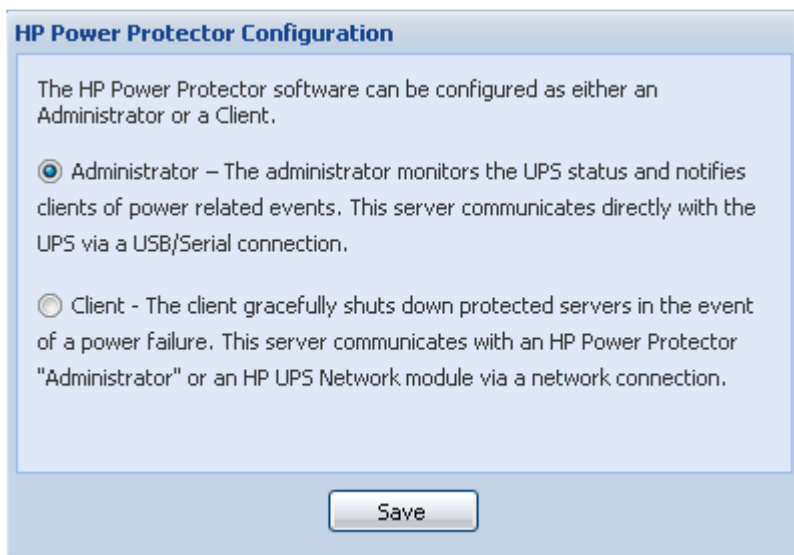 HP Power Protector Configuration
The HP Power Protector software can be configured as either an
Administrator or a Client.
Administrator – The administrator monitors the UPS status and notifies
clients of power related events. This server communicates directly with the
UPS via a USB/Serial connection.
Client - The client gracefully shuts down protected servers in the event
of a power failure. This server communicates with an HP Power Protector
"Administrator" or an HP UPS Network module via a network connection.
Save